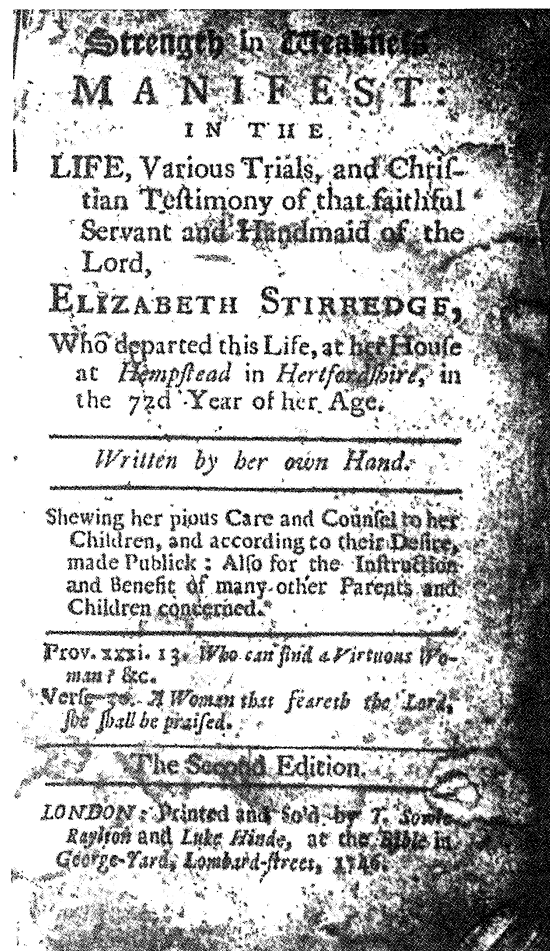 Strength in Weakness
MANIFEST:
IN THE
LIFE, Various Trials, and Chriſ-
tian Teſtimony of that faithful
Servant and Handmaid of the
Lord,
ELIZABETH STIRREDGE,
Who departed this Life, at her Houſe
at Hempſtead in Hertfordſhire, in
the 72d Year of her Age.
Written by her own Hand.
Shewing her pious Care and Counſel to her
Children, and according to their Deſire,
made Publick : Alſo for the Inſtruction
and Benefit of many other Parents and
Children concerned.
Prov. xxxi. 13. Who can find a Virtuous Wo-
man? &c.
Verſe 30. A Woman that feareth the Lord,
ſhe ſhall be praiſed.
The Second Edition.
LONDON: Printed and Sold by T. Sowle
Raylton and Luke Hinde, at the Bible in
George-Yard, Lombard-ſtreet, 1746.